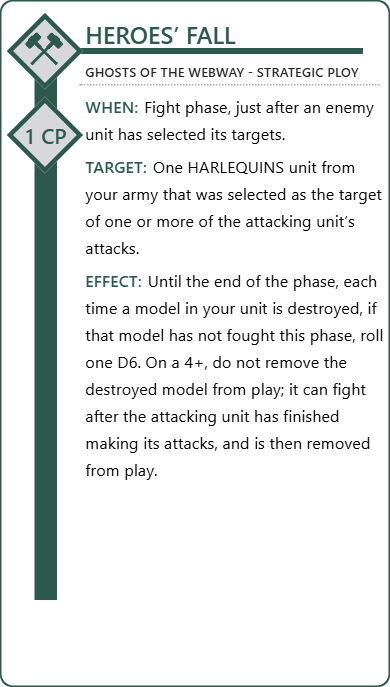 HEROES’ FALL
GHOSTS OF THE WEBWAY - STRATEGIC PLOY
1 CP
WHEN: Fight phase, just after an enemy
unit has selected its targets.
TARGET: One HARLEQUINS unit from
your army that was selected as the target
of one or more of the attacking unit’s
attacks.
EFFECT: Until the end of the phase, each
time a model in your unit is destroyed, if
that model has not fought this phase, roll
one D6. On a 4+, do not remove the
destroyed model from play; it can fight
after the attacking unit has finished
making its attacks, and is then removed
from play.